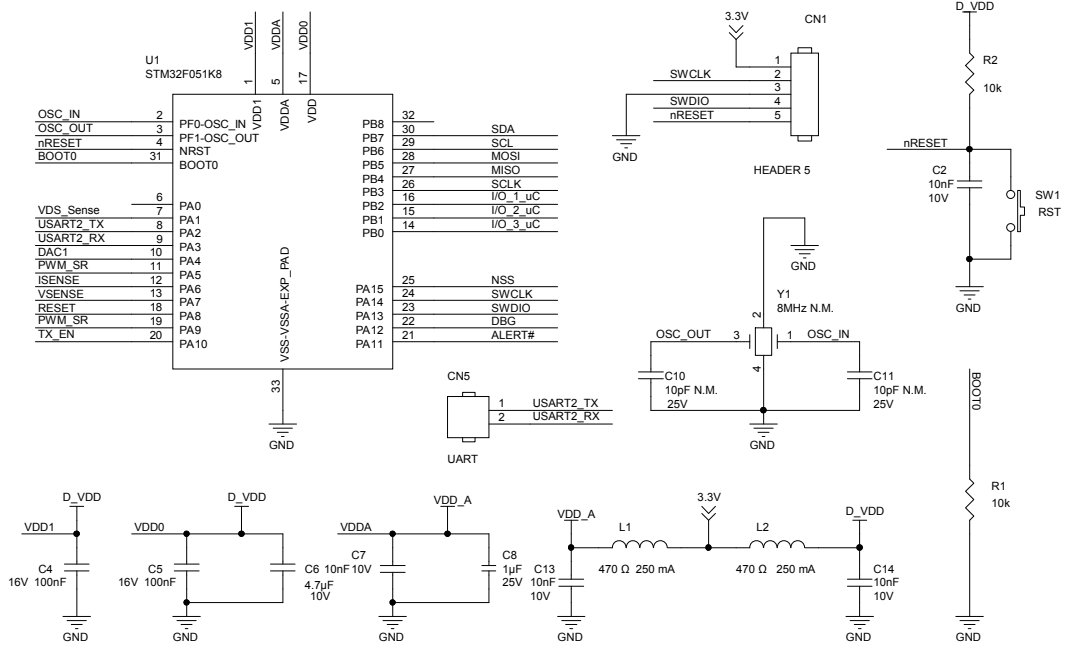 U1
STM32F051K8
VDD1
VDDA
VDD0
1
5
17
VDD1
VDDA
VDD
OSC_IN 2 PF0-OSC_IN
OSC_OUT 3 PF1-OSC_OUT
nRESET 4 NRST
BOOT0 31 BOOT0
6 PA0
VDS_Sense 7 PA1
USART2_TX 8 PA2
USART2_RX 9 PA3
DAC1 10 PA4
PWM_SR 11 PA5
ISENSE 12 PA6
VSENSE 13 PA7
RESET 18 PA8
PWM_SR 19 PA9
TX_EN 20 PA10
PB8 32
PB7 30 SDA
PB6 29 SCL
PB5 28 MOSI
PB4 27 MISO
PB3 26 SCLK
PB2 16 I/O_1_uC
PB1 15 I/O_2_uC
PB0 14 I/O_3_uC
PA15 25 NSS
PA14 24 SWCLK
PA13 23 SWDIO
PA12 22 DBG
PA11 21 ALERT#
VSS-VSSA-EXP_PAD
33
GND
3.3V
CN1
1
SWCLK 2
3
SWDIO 4
nRESET 5
GND
HEADER 5
D_VDD
R2
10k
nRESET
C2
10nF
10V
SW1
RST
GND
GND
Y1
8MHz N.M.
2
OSC_OUT 3
1 OSC_IN
4
C10
10pF N.M.
25V
C11
10pF N.M.
25V
GND
BOOT0
R1
10k
GND
CN5
1 USART2_TX
2 USART2_RX
UART
D_VDD
VDD1
C4
16V 100nF
GND
D_VDD
VDD0
C5
16V 100nF
C6
4.7µF
10V
GND
VDD_A
VDDA
C7
10nF 10V
C8
1µF
25V
GND
VDD_A
L1
470 Ω 250 mA
3.3V
L2
470 Ω 250 mA
D_VDD
C13
10nF
10V
GND
C14
10nF
10V
GND